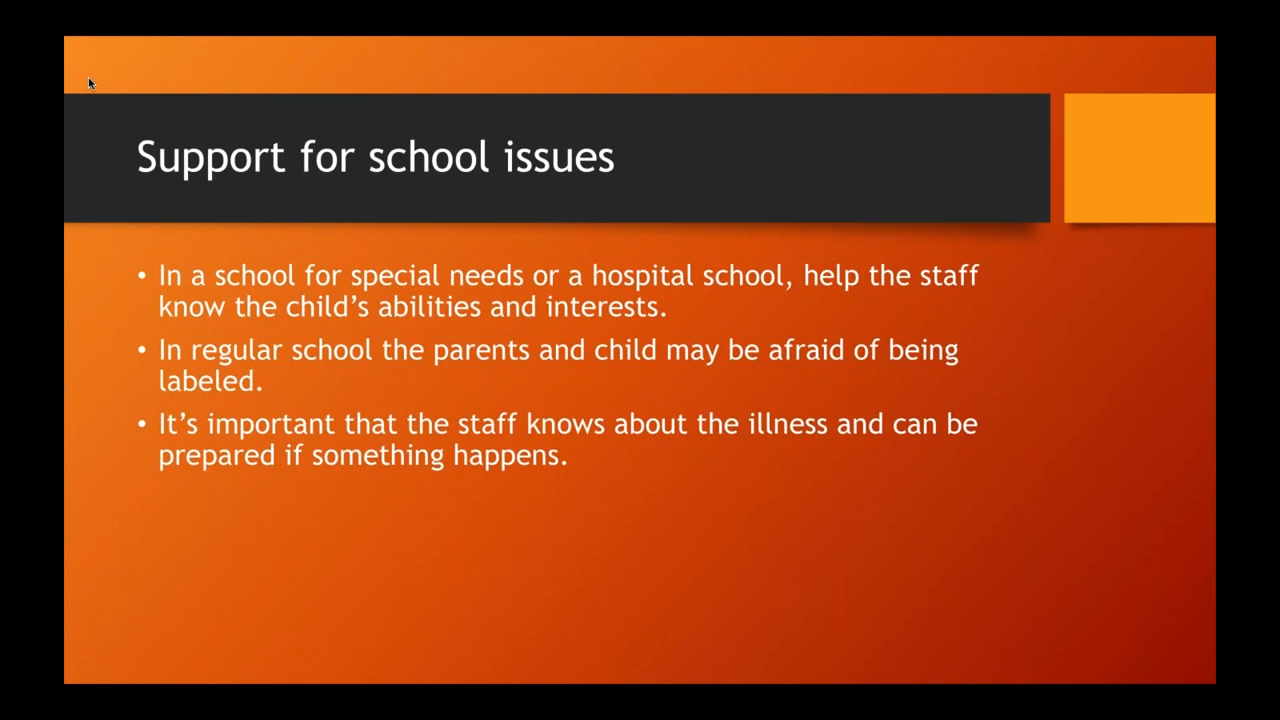 Support for school issues
• In a school for special needs or a hospital school, help the staff
know the child’s abilities and interests.
• In regular school the parents and child may be afraid of being
labeled.
• It’s important that the staff knows about the illness and can be
prepared if something happens.